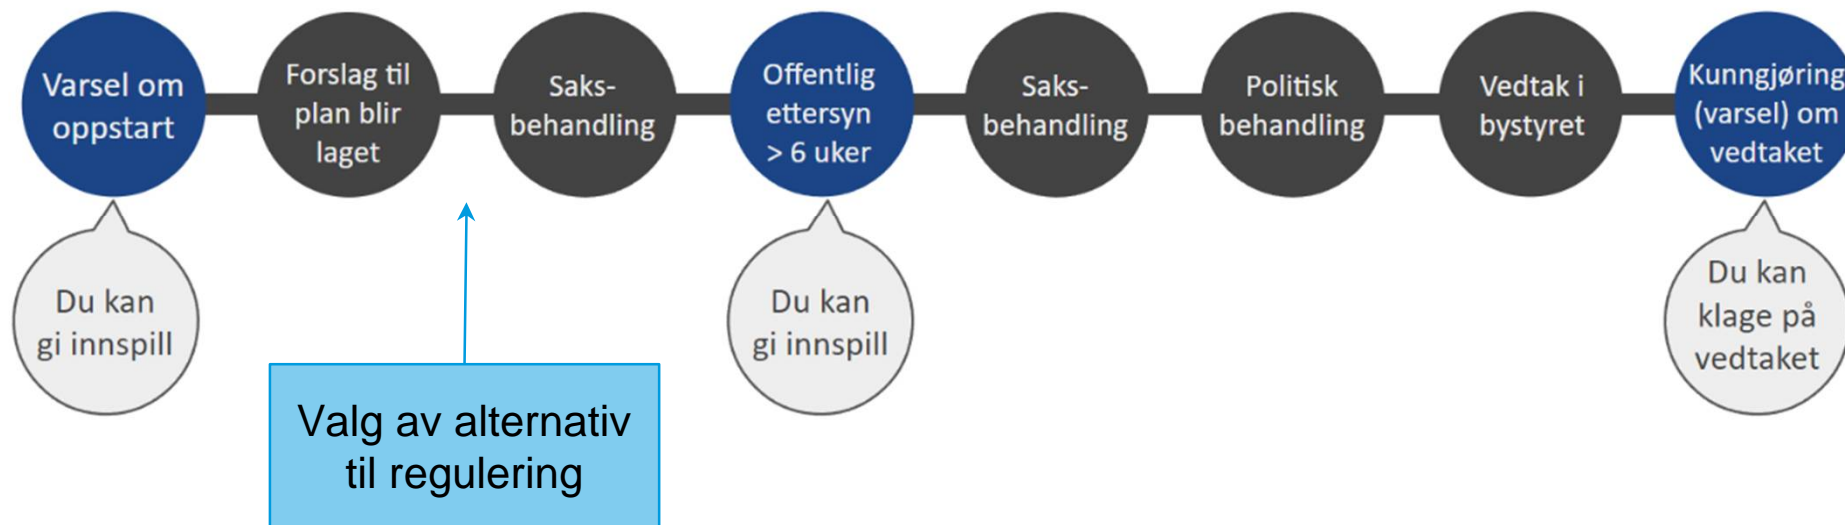 Varsel om
oppstart
Forslag til
plan blir
laget
Saks-
behandling
Offentlig
ettersyn
> 6 uker
Saks-
behandling
Politisk
behandling
Vedtak i
bystyret
Kunngjøring
(varsel) om
vedtaket
Du kan
gi innspill
Du kan
gi innspill
Du kan
klage på
vedtaket
Valg av alternativ
til regulering